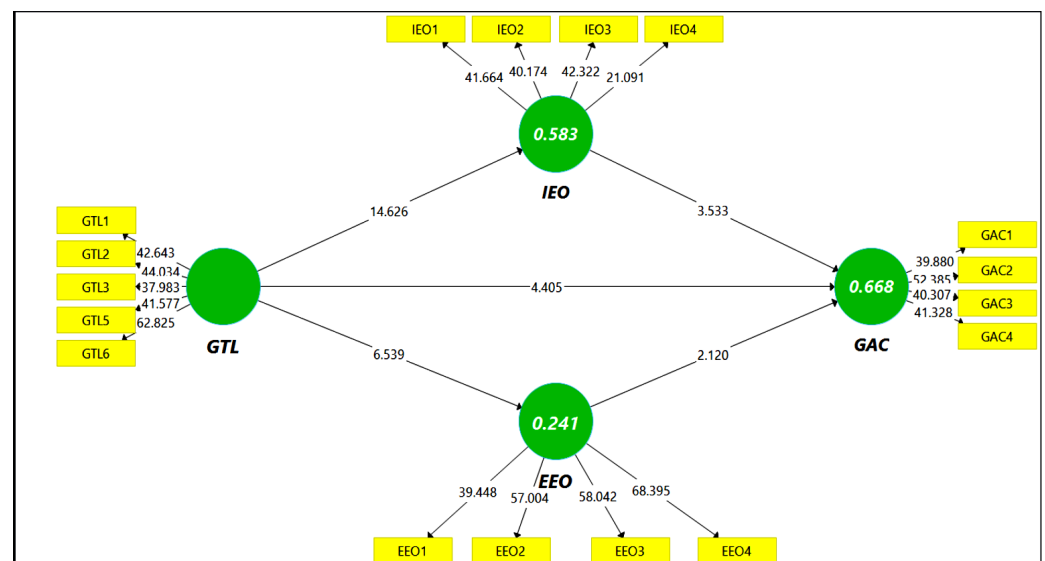 IEO1 IEO2 IEO3 IEO4
41.664 40.174 42.322 21.091
0.583
IEO
14.626 3.533
GTL1
GTL2
GTL3
GTL5
GTL6
42.643
44.034
37.983
41.577
62.825
GTL
4.405
GAC1
GAC2
GAC3
GAC4
39.880
52.385
40.307
41.328
0.668
GAC
6.539 2.120
0.241
EEO
39.448 57.004 58.042 68.395
EEO1 EEO2 EEO3 EEO4